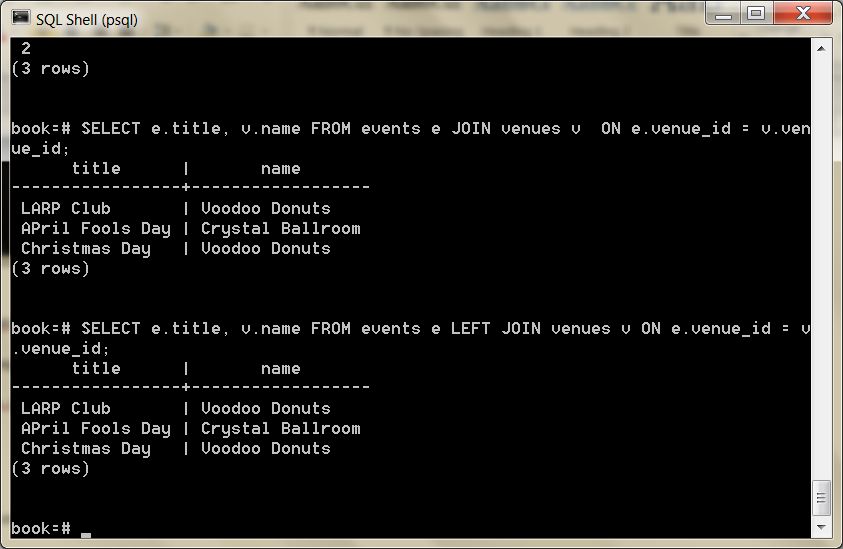 SQL Shell (psql)
2
(3 rows)
book=# SELECT e.title, v.name FROM events e JOIN venues v  ON e.venue_id = v.ven
ue_id;
      title      |       name
-----------------+------------------
 LARP Club       | Voodoo Donuts
 APril Fools Day | Crystal Ballroom
 Christmas Day   | Voodoo Donuts
(3 rows)
book=# SELECT e.title, v.name FROM events e LEFT JOIN venues v ON e.venue_id = v
.venue_id;
      title      |       name
-----------------+------------------
 LARP Club       | Voodoo Donuts
 APril Fools Day | Crystal Ballroom
 Christmas Day   | Voodoo Donuts
(3 rows)
book=# _